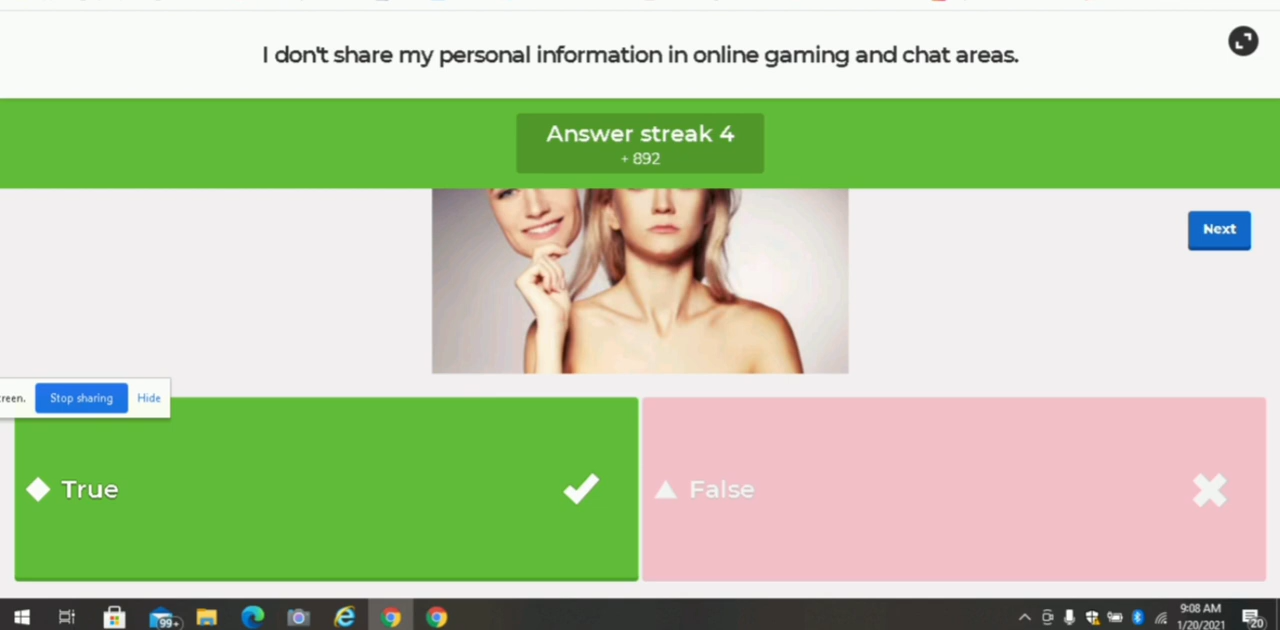 I don't share my personal information in online gaming and chat areas.
Answer streak 4
+ 892
Next
reen.
Stop sharing
Hide
True
False
99+
9:08 AM
1/20/2021
20